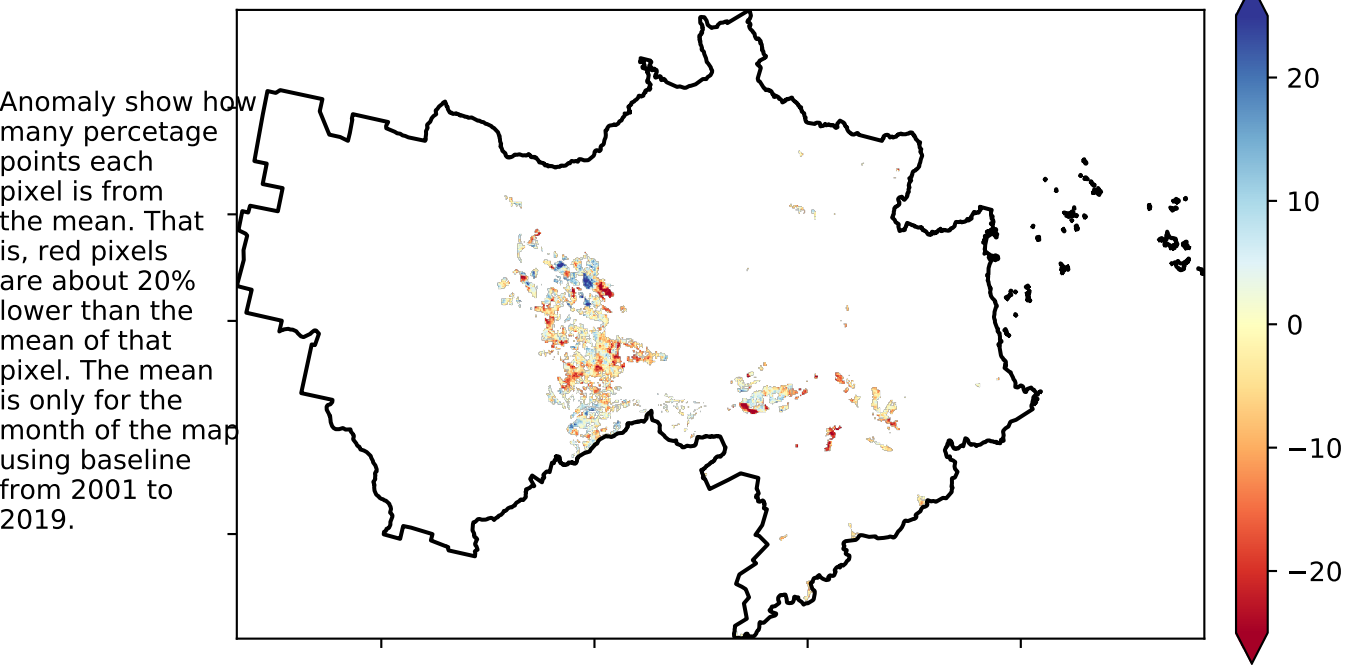 Anomaly show how
many percetage
points each
pixel is from
the mean. That
is, red pixels
are about 20%
lower than the
mean of that
pixel. The mean
is only for the
month of the map
using baseline
from 2001 to
2019.
20
10
0
−10
−20